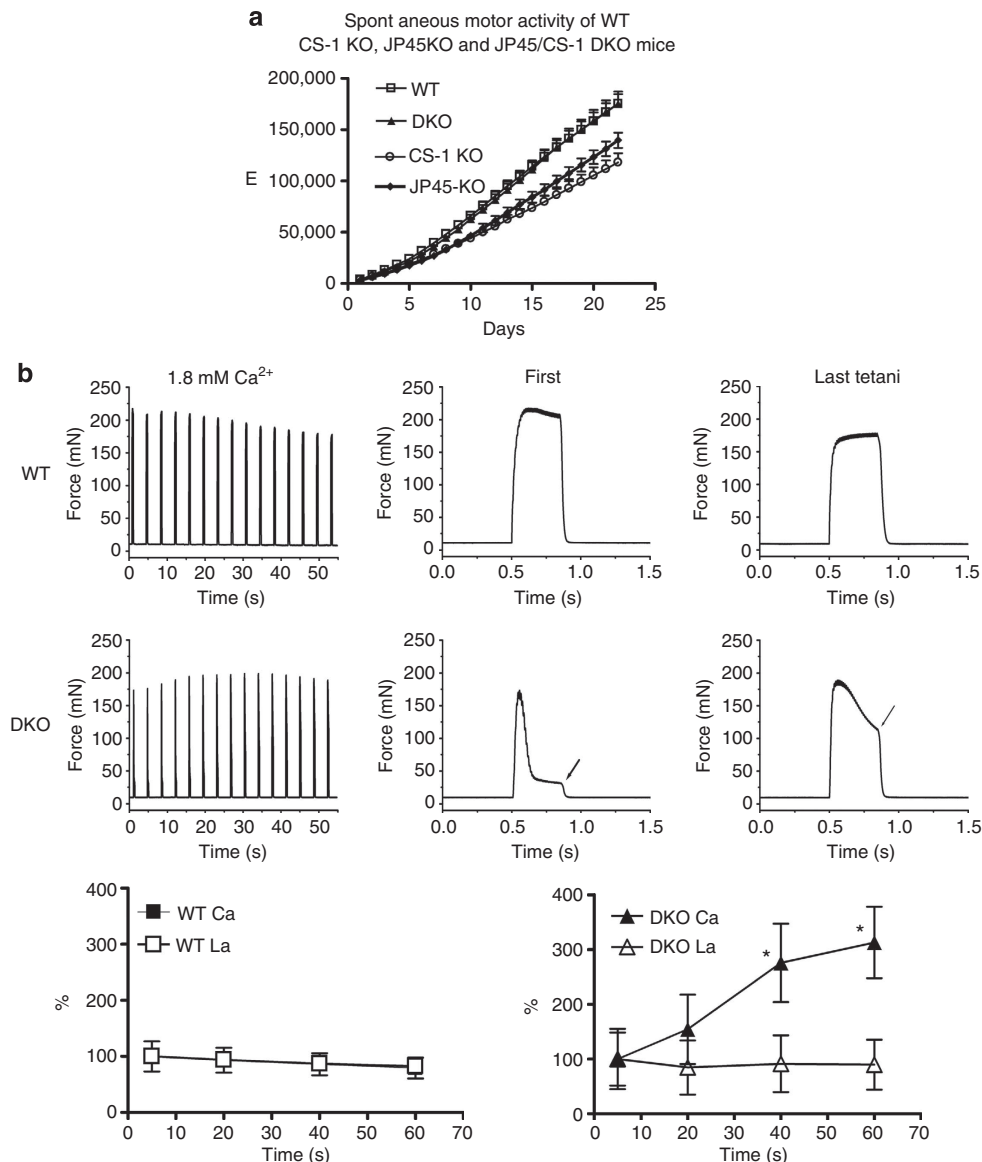 a
Spont aneous motor activity of WT
CS-1 KO, JP45KO and JP45/CS-1 DKO mice
200,000
150,000
100,000
50,000
0
E
WT
DKO
CS-1 KO
JP45-KO
0 5 10 15 20 25
Days
b
1.8 mM Ca²⁺
First
Last tetani
WT
Force (mN)
250
200
150
100
50
0
0 10 20 30 40 50
Time (s)
Force (mN)
250
200
150
100
50
0
0.0 0.5 1.0 1.5
Time (s)
Force (mN)
250
200
150
100
50
0
0.0 0.5 1.0 1.5
Time (s)
DKO
Force (mN)
250
200
150
100
50
0
0 10 20 30 40 50
Time (s)
Force (mN)
250
200
150
100
50
0
0.0 0.5 1.0 1.5
Time (s)
Force (mN)
250
200
150
100
50
0
0.0 0.5 1.0 1.5
Time (s)
%
400
300
200
100
0
WT Ca
WT La
0 10 20 30 40 50 60 70
Time (s)
%
400
300
200
100
0
DKO Ca
DKO La
* *
0 10 20 30 40 50 60 70
Time (s)